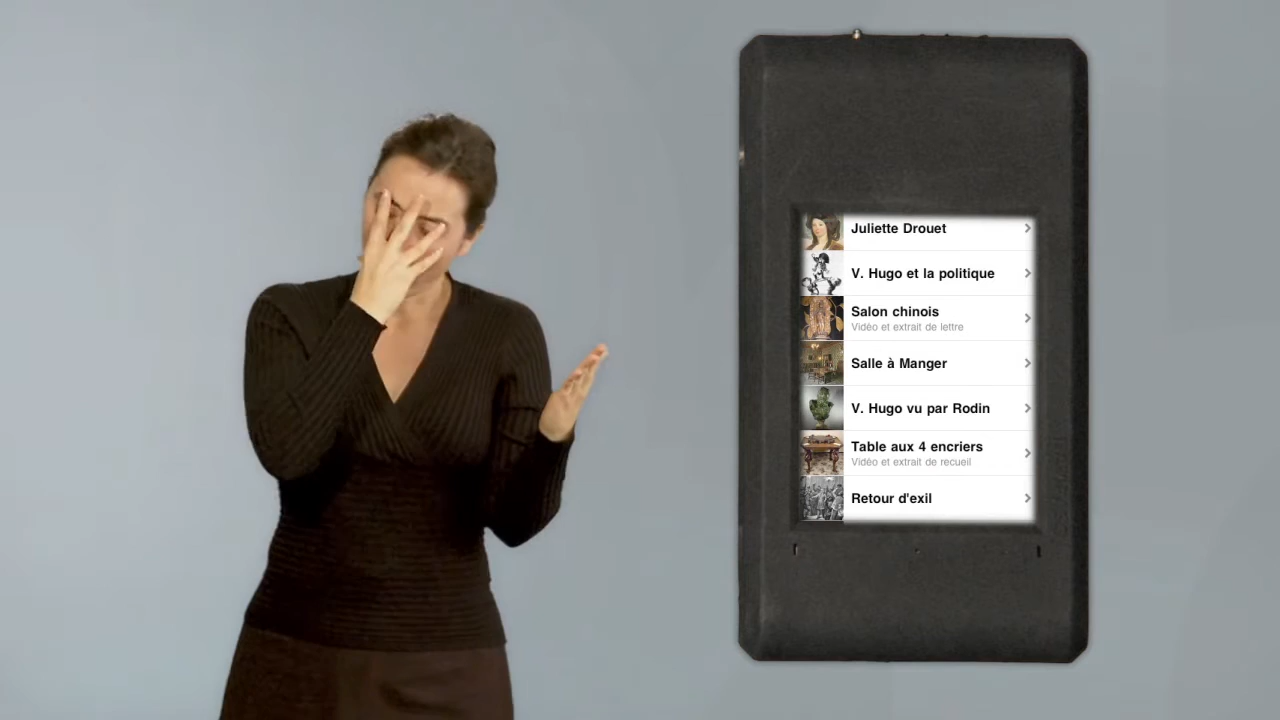 Juliette Drouet
V. Hugo et la politique
Salon chinois
Vidéo et extrait de lettre
Salle à Manger
V. Hugo vu par Rodin
Table aux 4 encriers
Vidéo et extrait de recueil
Retour d'exil